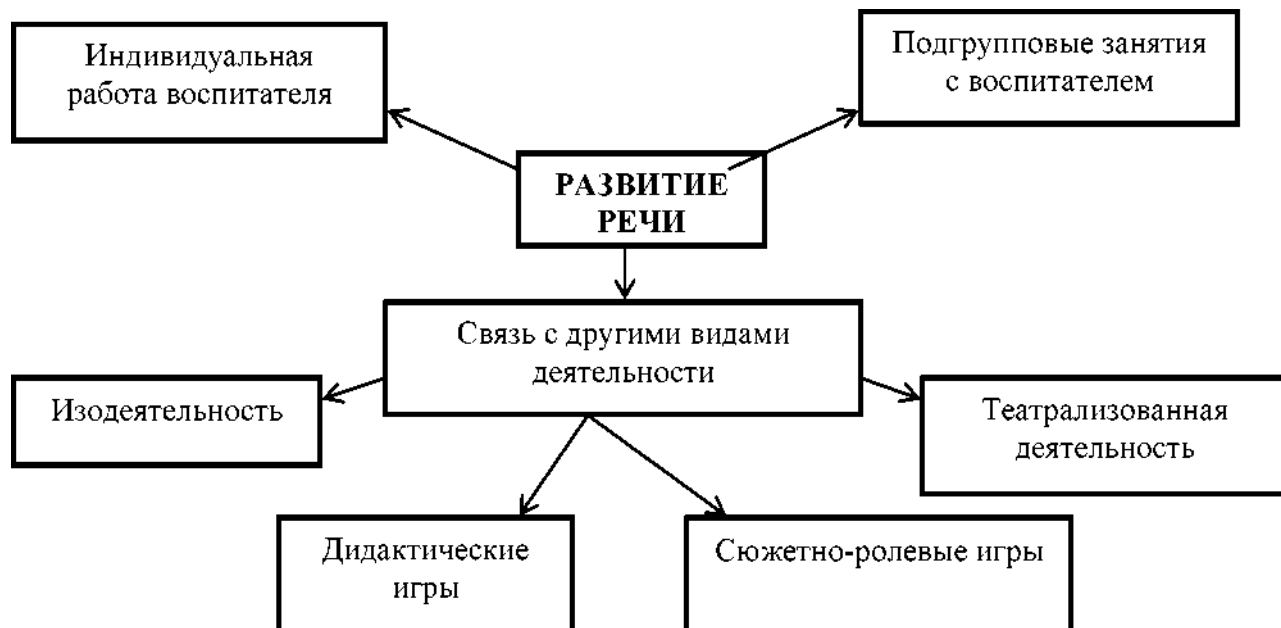 Индивидуальная
работа воспитателя
Подгрупповые занятия
с воспитателем
РАЗВИТИЕ
РЕЧИ
Связь с другими видами
деятельности
Изодеятельность
Театрализованная
деятельность
Дидактические
игры
Сюжетно-ролевые игры